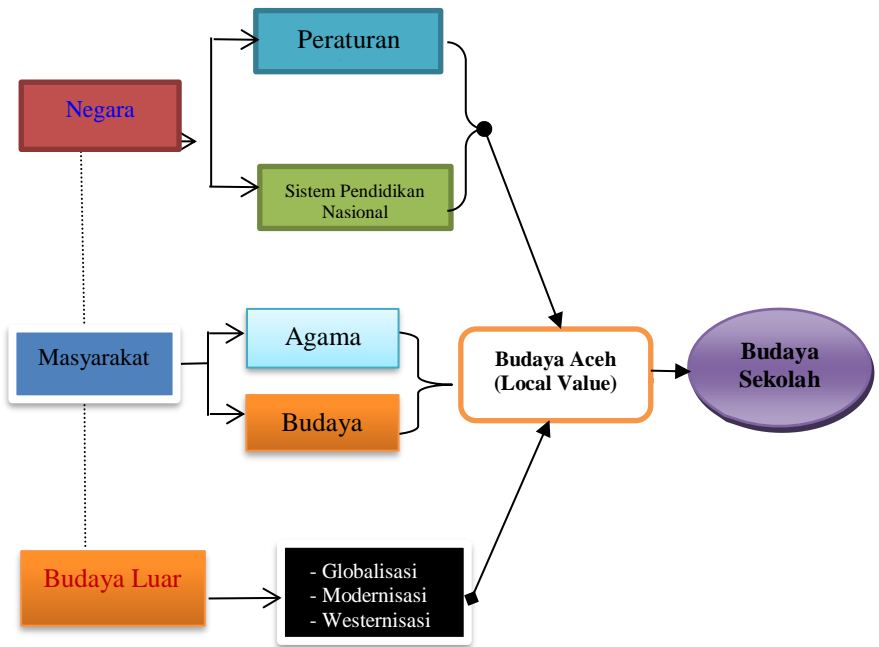 Peraturan
Negara
Sistem Pendidikan
Nasional
Masyarakat
Agama
Budaya
Budaya Aceh
(Local Value)
Budaya
Sekolah
Budaya Luar
- Globalisasi
- Modernisasi
- Westernisasi